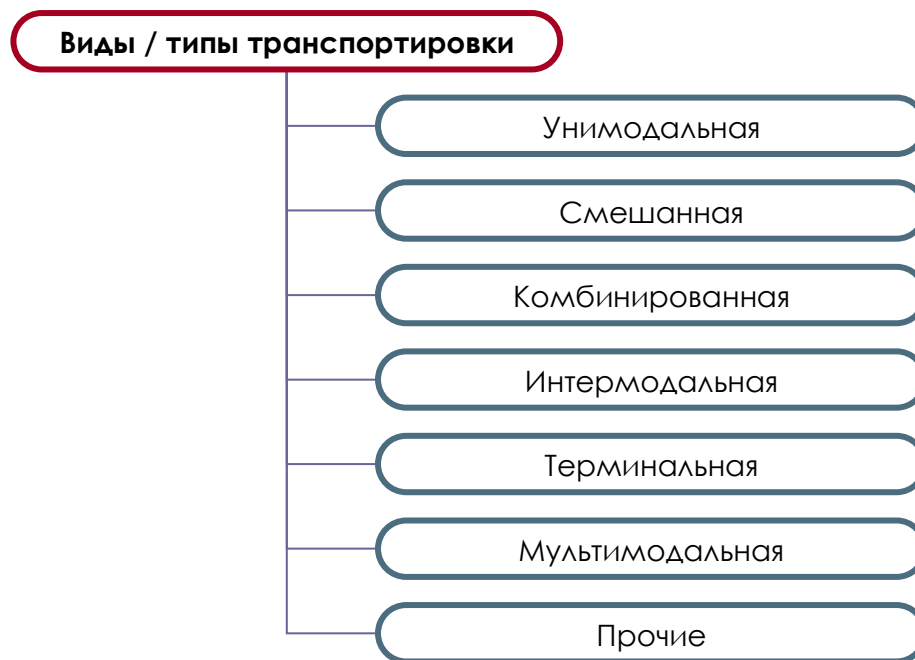 Виды / типы транспортировки
Унимодальная
Смешанная
Комбинированная
Интермодальная
Терминальная
Мультимодальная
Прочие